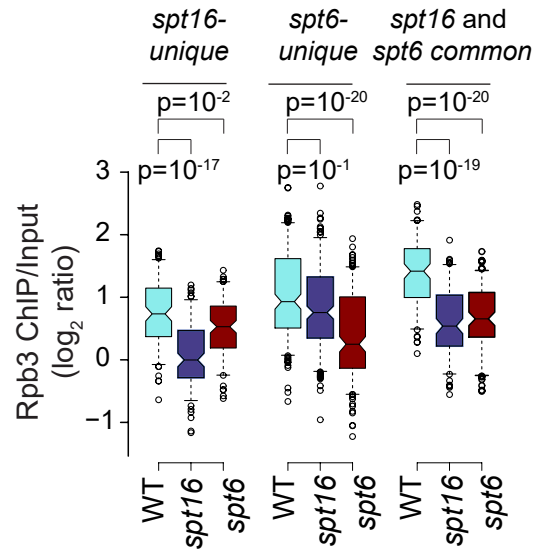 spt16-
unique
spt6-
unique
spt16 and
spt6 common
p=10-2
p=10-20
p=10-20
p=10-17
p=10-1
p=10-19
Rpb3 ChIP/Input
(log2 ratio)
3
2
1
0
−1
WT
spt16
spt6
WT
spt16
spt6
WT
spt16
spt6